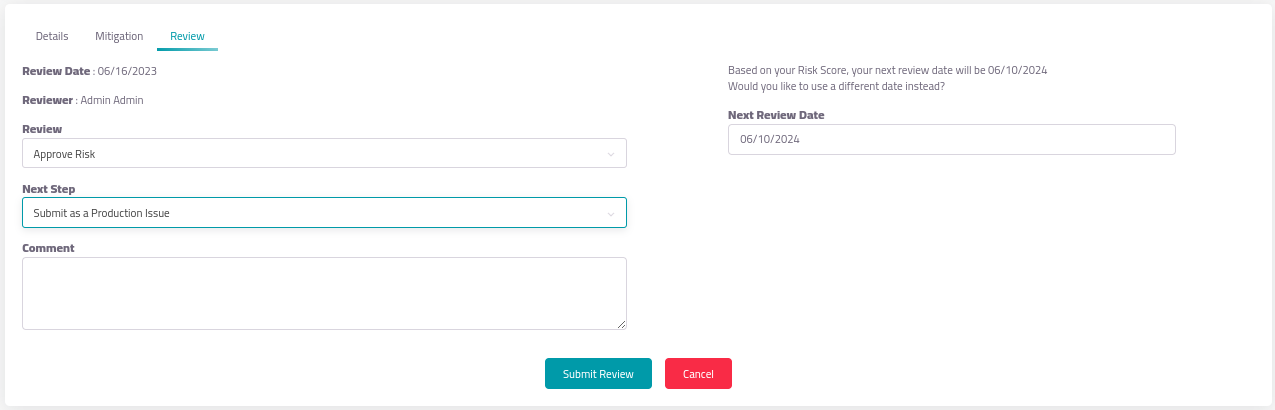 Details Mitigation Review
Review Date : 06/16/2023
Reviewer : Admin Admin
Review
Approve Risk
Next Step
Submit as a Production Issue
Comment
Based on your Risk Score, your next review date will be 06/10/2024
Would you like to use a different date instead?
Next Review Date
06/10/2024
Submit Review Cancel